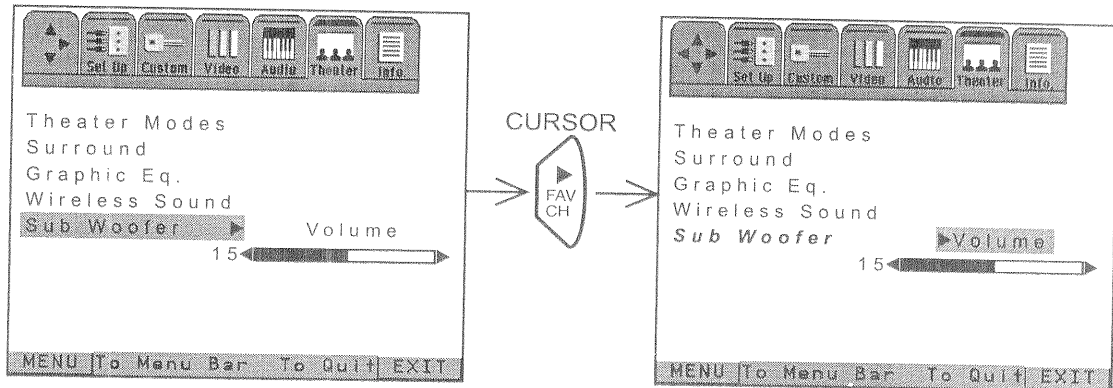 Set Up Custom Video Audio Theater Info.
Theater Modes
Surround
Graphic Eq.
Wireless Sound
Sub Woofer Volume
15
MENU To Menu Bar To Quit EXIT
CURSOR
FAV
CH
Set Up Custom Video Audio Theater Info.
Theater Modes
Surround
Graphic Eq.
Wireless Sound
Sub Woofer Volume
15
MENU To Menu Bar To Quit EXIT